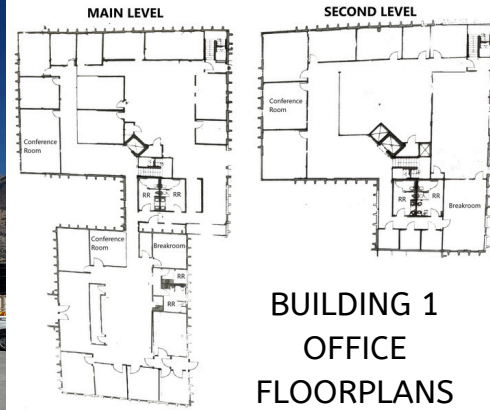 MAIN LEVEL
SECOND LEVEL
Conference
Room
Conference
Room
RR
RR
RR
RR
Breakroom
Conference
Room
Breakroom
RR
RR
BUILDING 1
OFFICE
FLOORPLANS